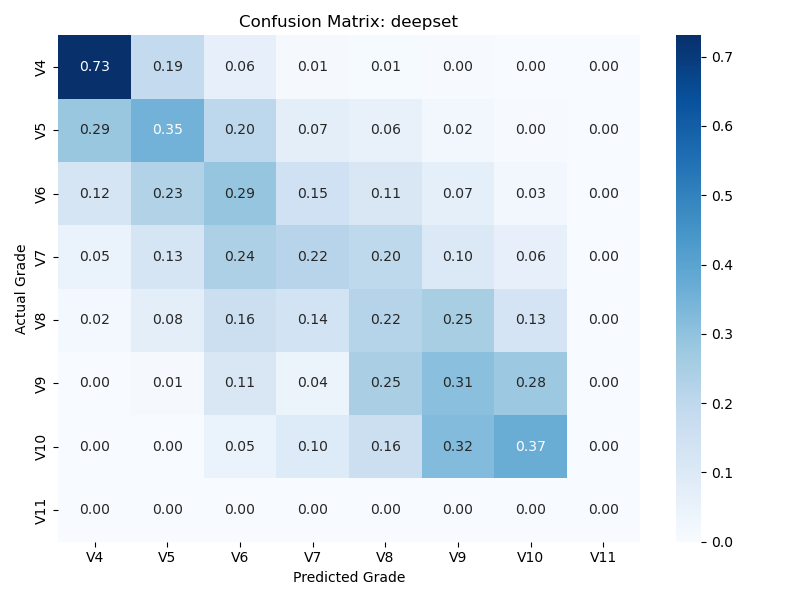 Confusion Matrix: deepset
V4 0.73 0.19 0.06 0.01 0.01 0.00 0.00 0.00 0.7
V5 0.29 0.35 0.20 0.07 0.06 0.02 0.00 0.00 0.6
V6 0.12 0.23 0.29 0.15 0.11 0.07 0.03 0.00 0.5
V7 0.05 0.13 0.24 0.22 0.20 0.10 0.06 0.00 0.4
V8 0.02 0.08 0.16 0.14 0.22 0.25 0.13 0.00 0.3
V9 0.00 0.01 0.11 0.04 0.25 0.31 0.28 0.00 0.2
V10 0.00 0.00 0.05 0.10 0.16 0.32 0.37 0.00 0.1
V11 0.00 0.00 0.00 0.00 0.00 0.00 0.00 0.00 0.0
V4 V5 V6 V7 V8 V9 V10 V11
Predicted Grade
Actual Grade